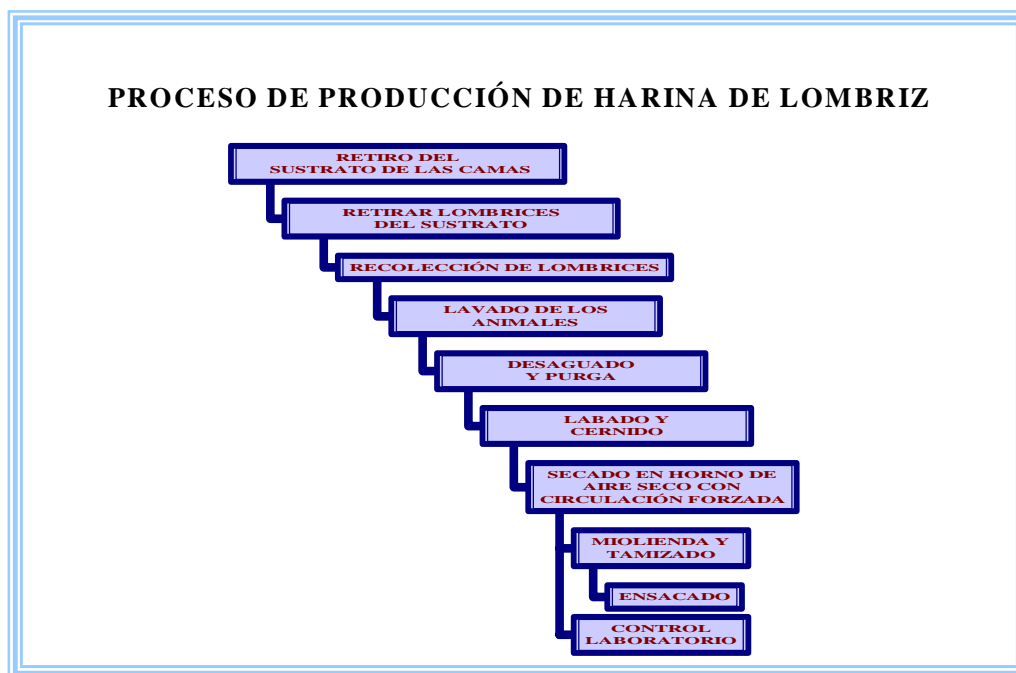 PROCESO DE PRODUCCIÓN DE HARINA DE LOMBRIZ
RETIRO DEL
SUSTRATO DE LAS CAMAS
RETIRAR LOMBRICES
DEL SUSTRATO
RECOLECCIÓN DE LOMBRICES
LAVADO DE LOS
ANIMALES
DESAGUADO
Y PURGA
LABADO Y
CERNIDO
SECADO EN HORNO DE
AIRE SECO CON
CIRCULACIÓN FORZADA
MIOLIENDA Y
TAMIZADO
ENSACADO
CONTROL
LABORATORIO